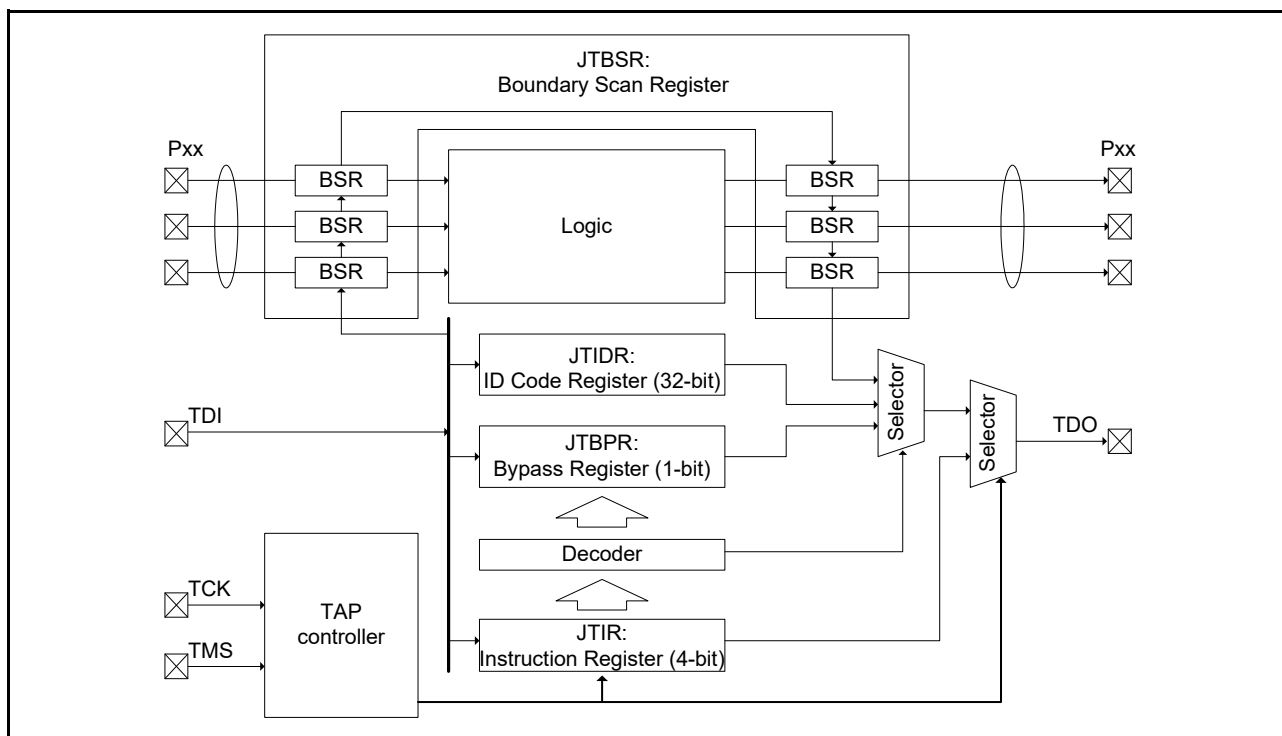 JTBSR:
Boundary Scan Register
Pxx
Pxx
BSR
BSR
BSR
BSR
BSR
BSR
Logic
JTIDR:
ID Code Register (32-bit)
TDI
JTBPR:
Bypass Register (1-bit)
Selector
Selector
TDO
Decoder
TCK
TMS
TAP
controller
JTIR:
Instruction Register (4-bit)